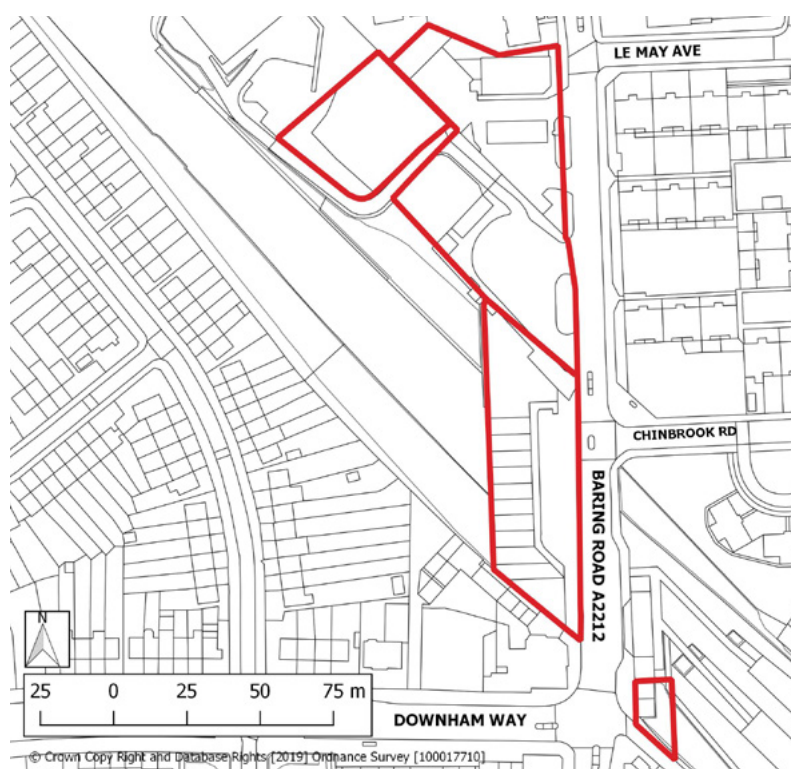 LE MAY AVE
CHINBROOK RD
BARING ROAD A2212
N
25 0 25 50 75 m
DOWNHAM WAY
© Crown Copy Right and Database Rights [2019] Ordnance Survey [100017710]